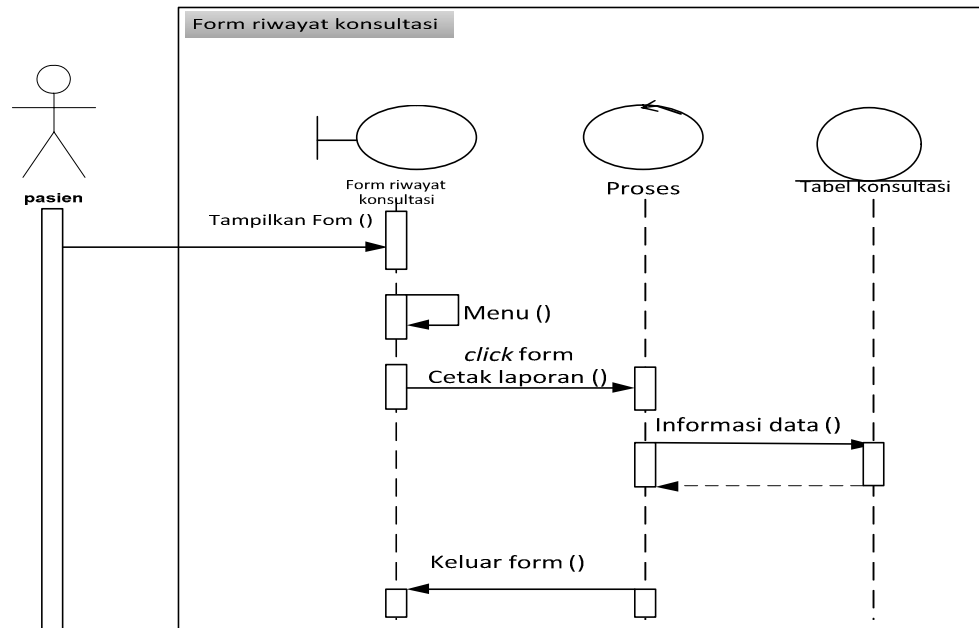 Form riwayat konsultasi
pasien
Form riwayat
konsultasi
Proses
Tabel konsultasi
Tampilkan Fom ()
Menu ()
click form
Cetak laporan ()
Informasi data ()
Keluar form ()